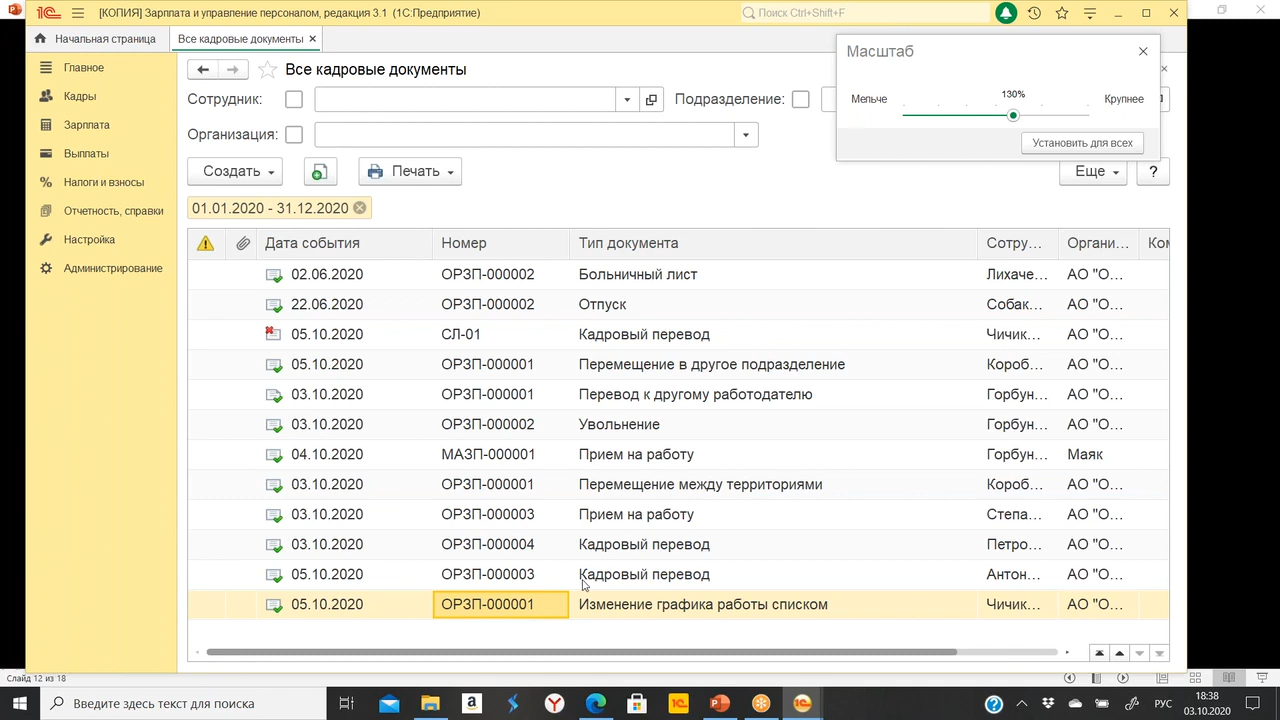 [КОПИЯ] Зарплата и управление персоналом, редакция 3.1 (1С:Предприятие)
Поиск Ctrl+Shift+F
Начальная страница
Все кадровые документы
Главное
Кадры
Зарплата
Выплаты
Налоги и взносы
Отчетность, справки
Настройка
Администрирование
Все кадровые документы
Масштаб
130%
Мельче
Крупнее
Установить для всех
Сотрудник:
Подразделение:
Организация:
Создать
Печать
Еще
?
01.01.2020 - 31.12.2020
Дата события Номер Тип документа Сотру... Органи... Ком
02.06.2020 ОРЗП-000002 Больничный лист Лихаче... АО "О...
22.06.2020 ОРЗП-000002 Отпуск Собак... АО "О...
05.10.2020 СЛ-01 Кадровый перевод Чичик... АО "О...
05.10.2020 ОРЗП-000001 Перемещение в другое подразделение Короб... АО "О...
03.10.2020 ОРЗП-000001 Перевод к другому работодателю Горбун... АО "О...
03.10.2020 ОРЗП-000002 Увольнение Горбун... АО "О...
04.10.2020 МАЗП-000001 Прием на работу Горбун... Маяк
03.10.2020 ОРЗП-000001 Перемещение между территориями Короб... АО "О...
03.10.2020 ОРЗП-000003 Прием на работу Степа... АО "О...
03.10.2020 ОРЗП-000004 Кадровый перевод Петро... АО "О...
05.10.2020 ОРЗП-000003 Кадровый перевод Антон... АО "О...
05.10.2020 ОРЗП-000001 Изменение графика работы списком Чичик... АО "О...
Слайд 12 из 18
Введите здесь текст для поиска
РУС
18:38
03.10.2020